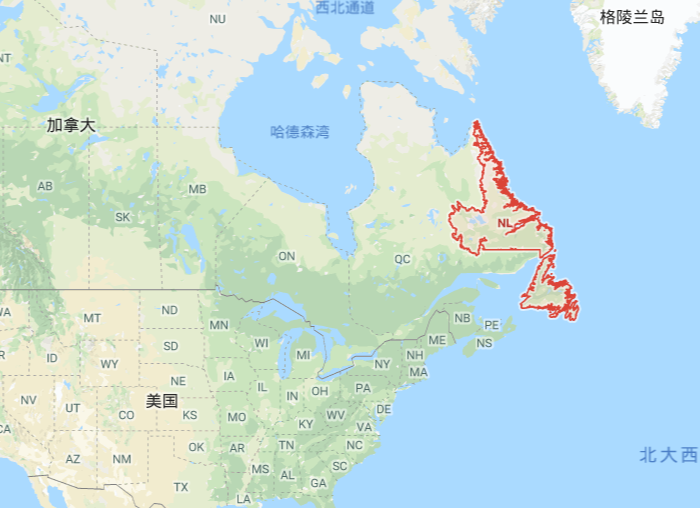 西北通道
NU
格陵兰岛
NT
加拿大
哈德森湾
AB
MB
SK
NL
ON
QC
MT
ND
MN
NB
PE
WA
NS
ME
WI
SD
MI
NH
ID
WY
NY
MA
IA
NE
PA
IL
IN
OH
NV
UT
美国
CO
KS
MO
WV
DE
KY
VA
CA
NC
TN
OK
AR
AZ
NM
SC
MS
AL
GA
TX
LA
北大西